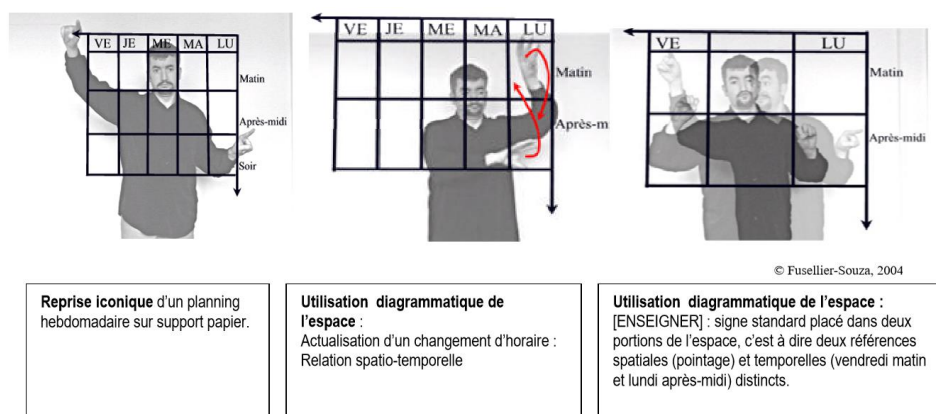 VE JE ME MA LU
Matin
Après-midi
Soir
VE JE ME MA LU
Matin
Après-m
VE LU
Matin
Après-midi
© Fusellier-Souza, 2004
Reprise iconique d'un planning
hebdomadaire sur support papier.
Utilisation diagrammatique de
l'espace :
Actualisation d'un changement d'horaire :
Relation spatio-temporelle
Utilisation diagrammatique de l'espace :
[ENSEIGNER] : signe standard placé dans deux
portions de l'espace, c'est à dire deux références
spatiales (pointage) et temporelles (vendredi matin
et lundi après-midi) distincts.